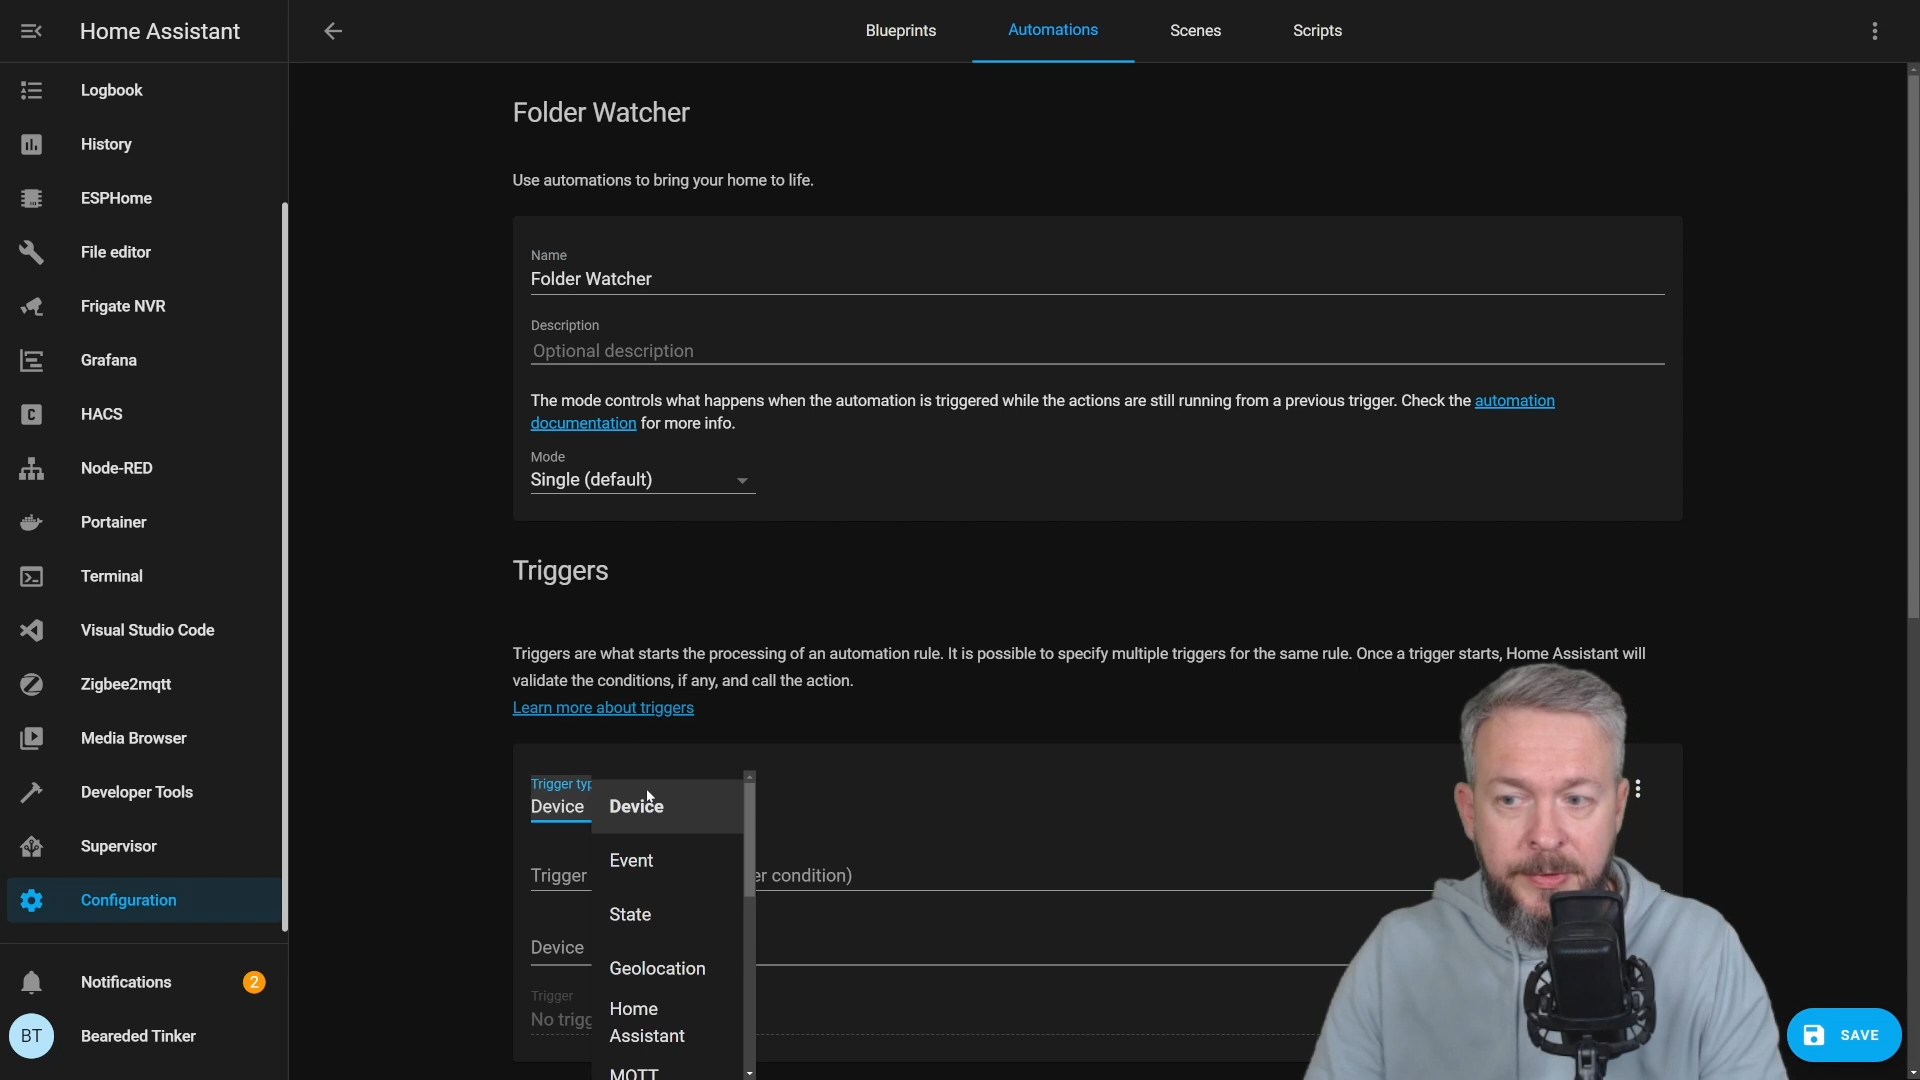 Home Assistant
Blueprints
Automations
Scenes
Scripts
Logbook
History
ESPHome
File editor
Frigate NVR
Grafana
C
HACS
Node-RED
Portainer
Terminal
Visual Studio Code
Zigbee2mqtt
Media Browser
Developer Tools
Supervisor
Configuration
Notifications
2
BT
Beareded Tinker
Folder Watcher
Use automations to bring your home to life.
Name
Folder Watcher
Description
Optional description
The mode controls what happens when the automation is triggered while the actions are still running from a previous trigger. Check the automation
documentation for more info.
Mode
Single (default)
Triggers
Triggers are what starts the processing of an automation rule. It is possible to specify multiple triggers for the same rule. Once a trigger starts, Home Assistant will
validate the conditions, if any, and call the action.
Learn more about triggers
Trigger typ
Device
Device
Event
Trigger
er condition)
State
Device
Geolocation
Trigger
Home
No trigg
Assistant
MQTT
SAVE